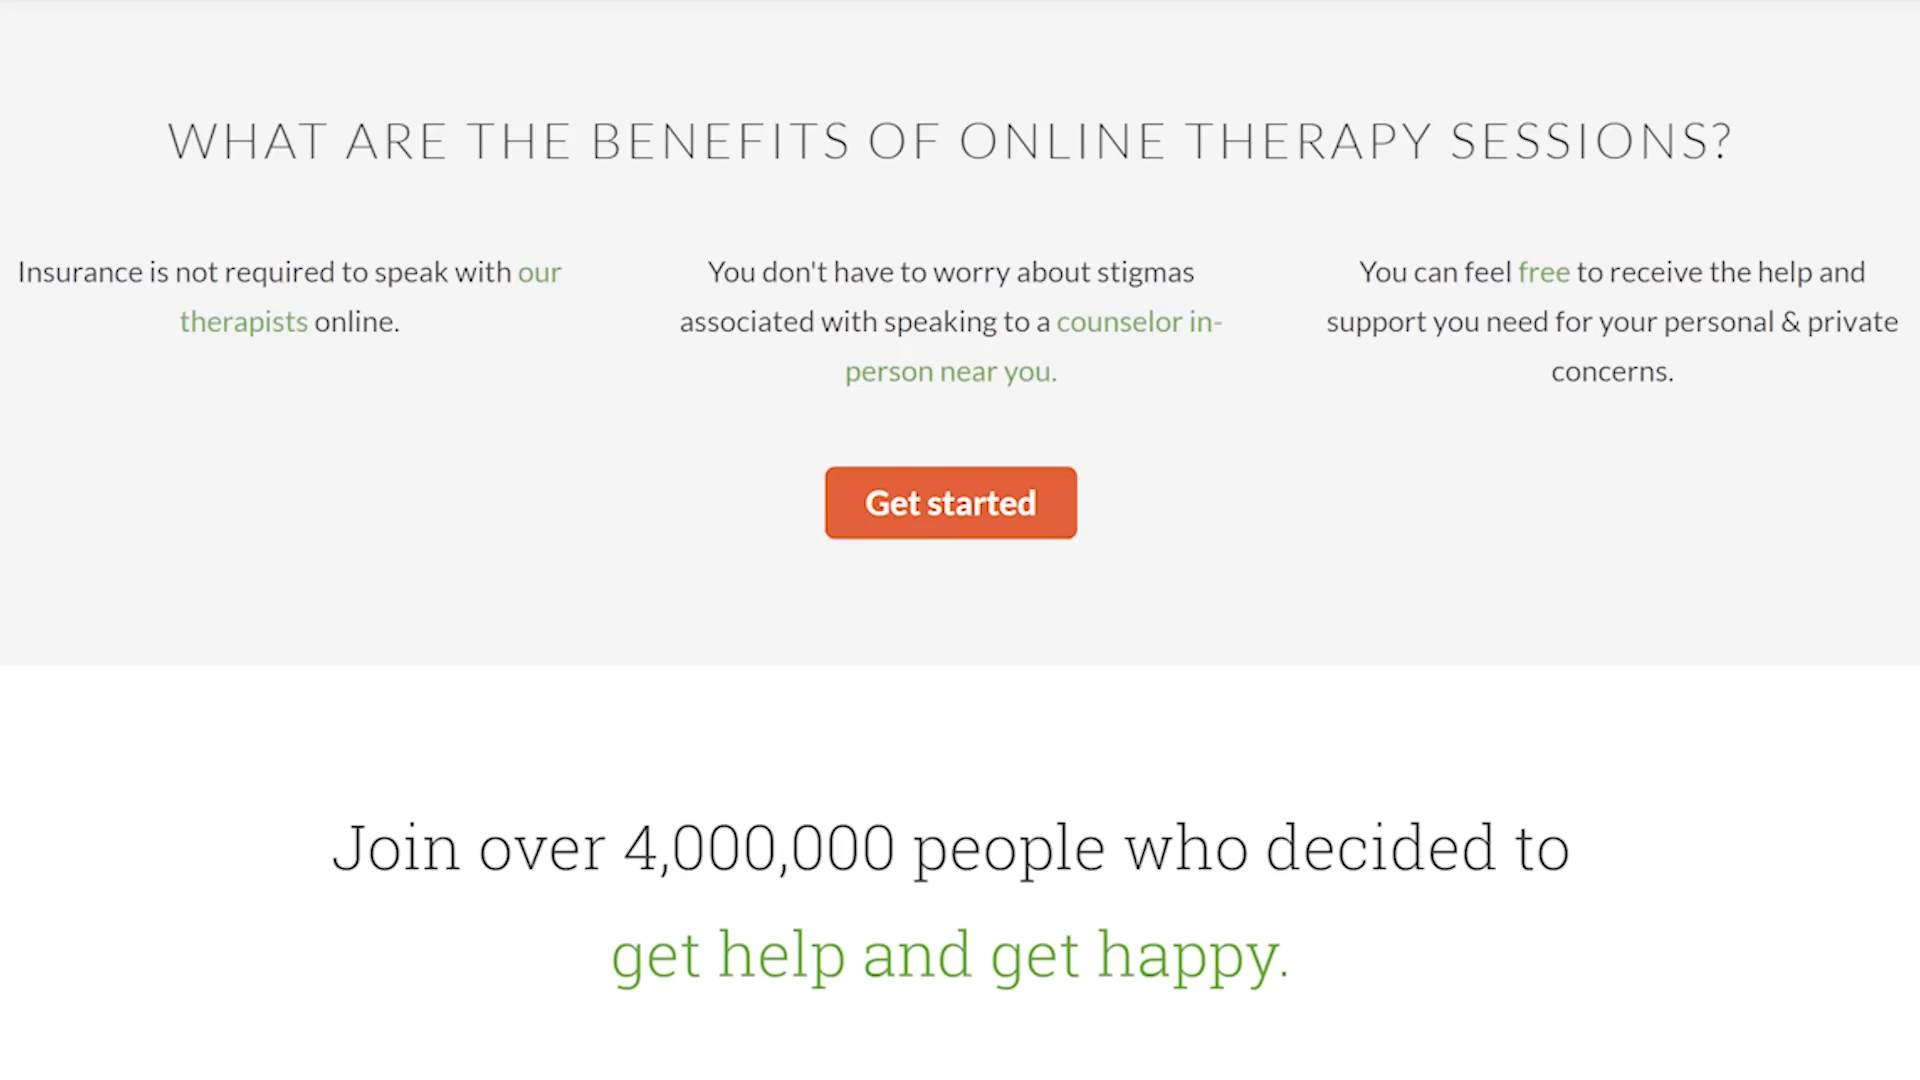 WHAT ARE THE BENEFITS OF ONLINE THERAPY SESSIONS?
Insurance is not required to speak with our
therapists online.
You don't have to worry about stigmas
associated with speaking to a counselor in-
person near you.
You can feel free to receive the help and
support you need for your personal & private
concerns.
Get started
Join over 4,000,000 people who decided to
get help and get happy.